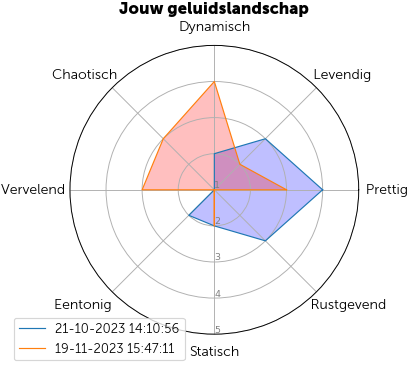 Jouw geluidslandschap
Dynamisch
Chaotisch
Levendig
Vervelend
Prettig
1
2
3
4
5
Eentonig
Rustgevend
Statisch
21-10-2023 14:10:56
19-11-2023 15:47:11